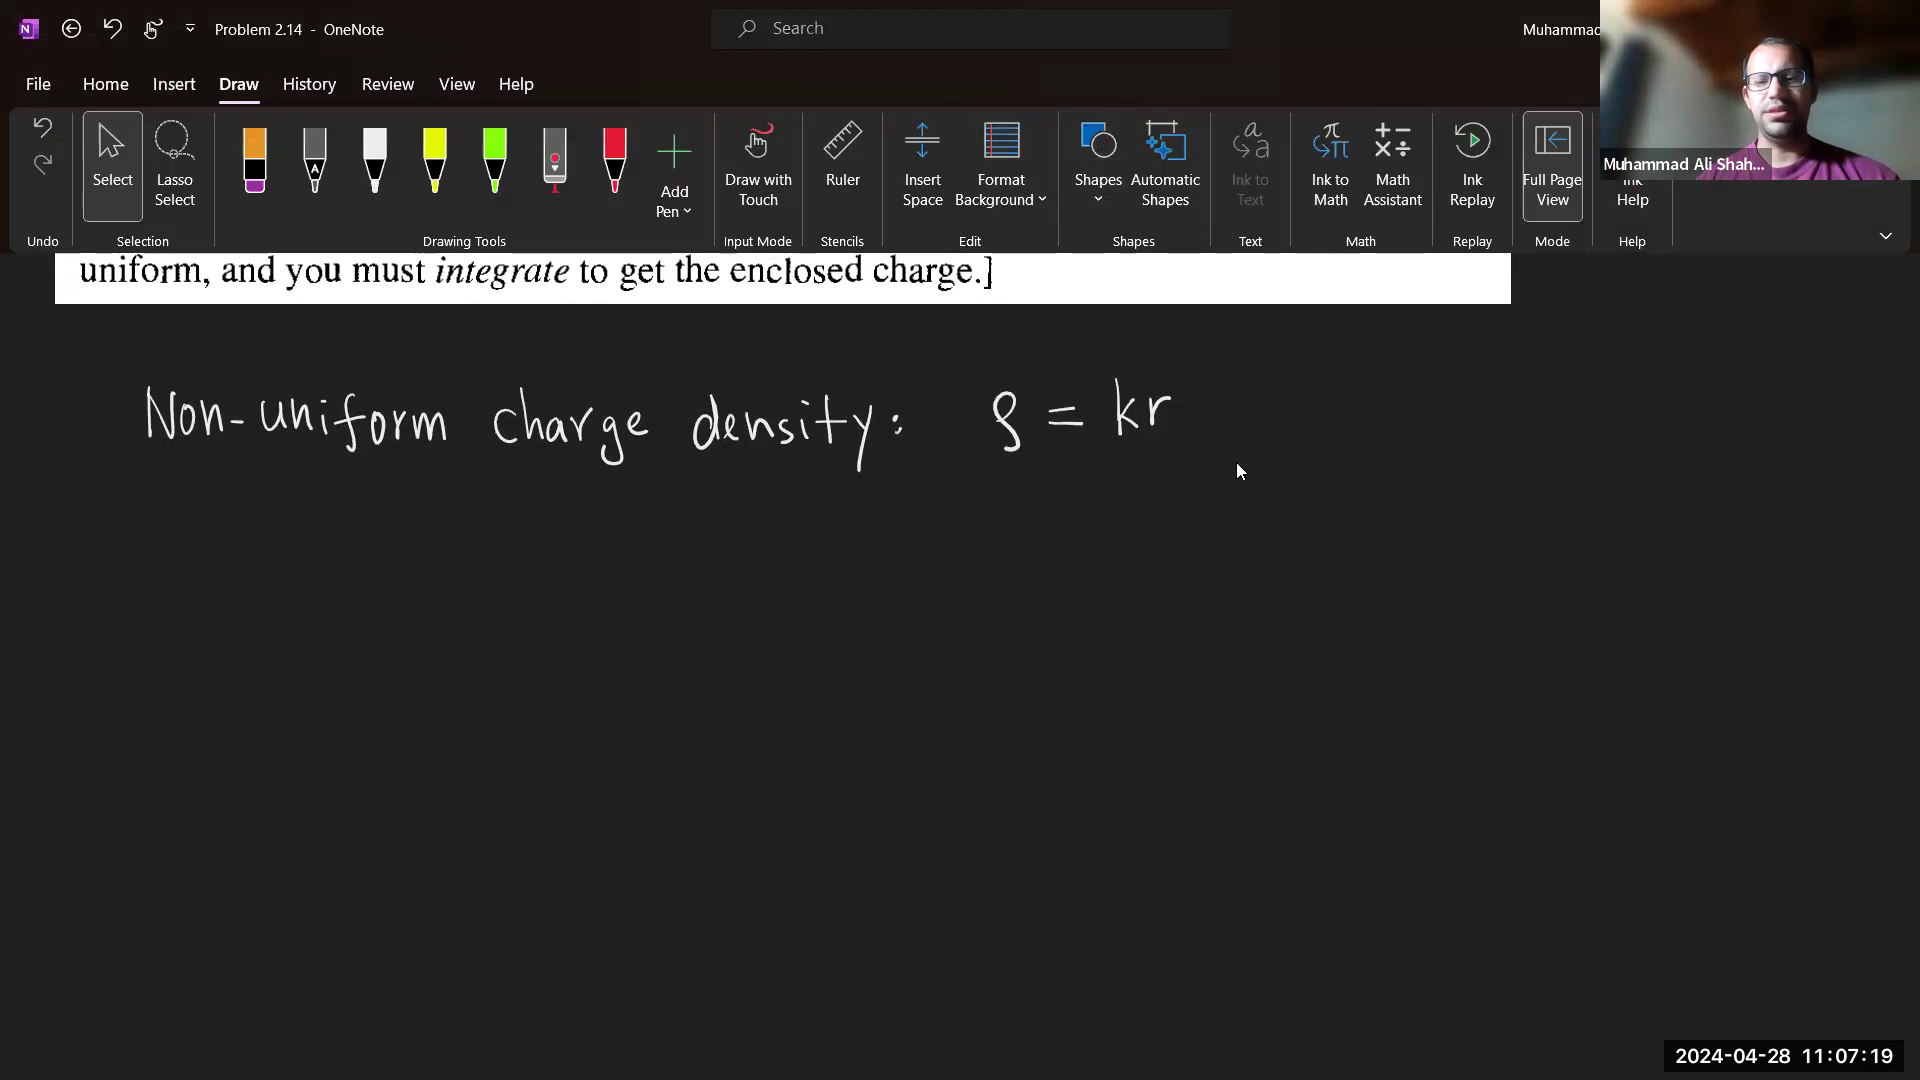 Problem 2.14 - OneNote
Search
Muhammad
File Home Insert Draw History Review View Help
Select
Lasso Select
A
Add Pen
Draw with Touch
Ruler
Insert Space
Format Background
Shapes
Automatic Shapes
Ink to Text
Ink to Math
Math Assistant
Ink Replay
Full Page View
Ink Help
Muhammad Ali Shah...
Undo Selection Drawing Tools Input Mode Stencils Edit Shapes Text Math Replay Mode Help
uniform, and you must integrate to get the enclosed charge.]
Non-uniform charge density: ρ = kr
2024-04-28 11:07:19